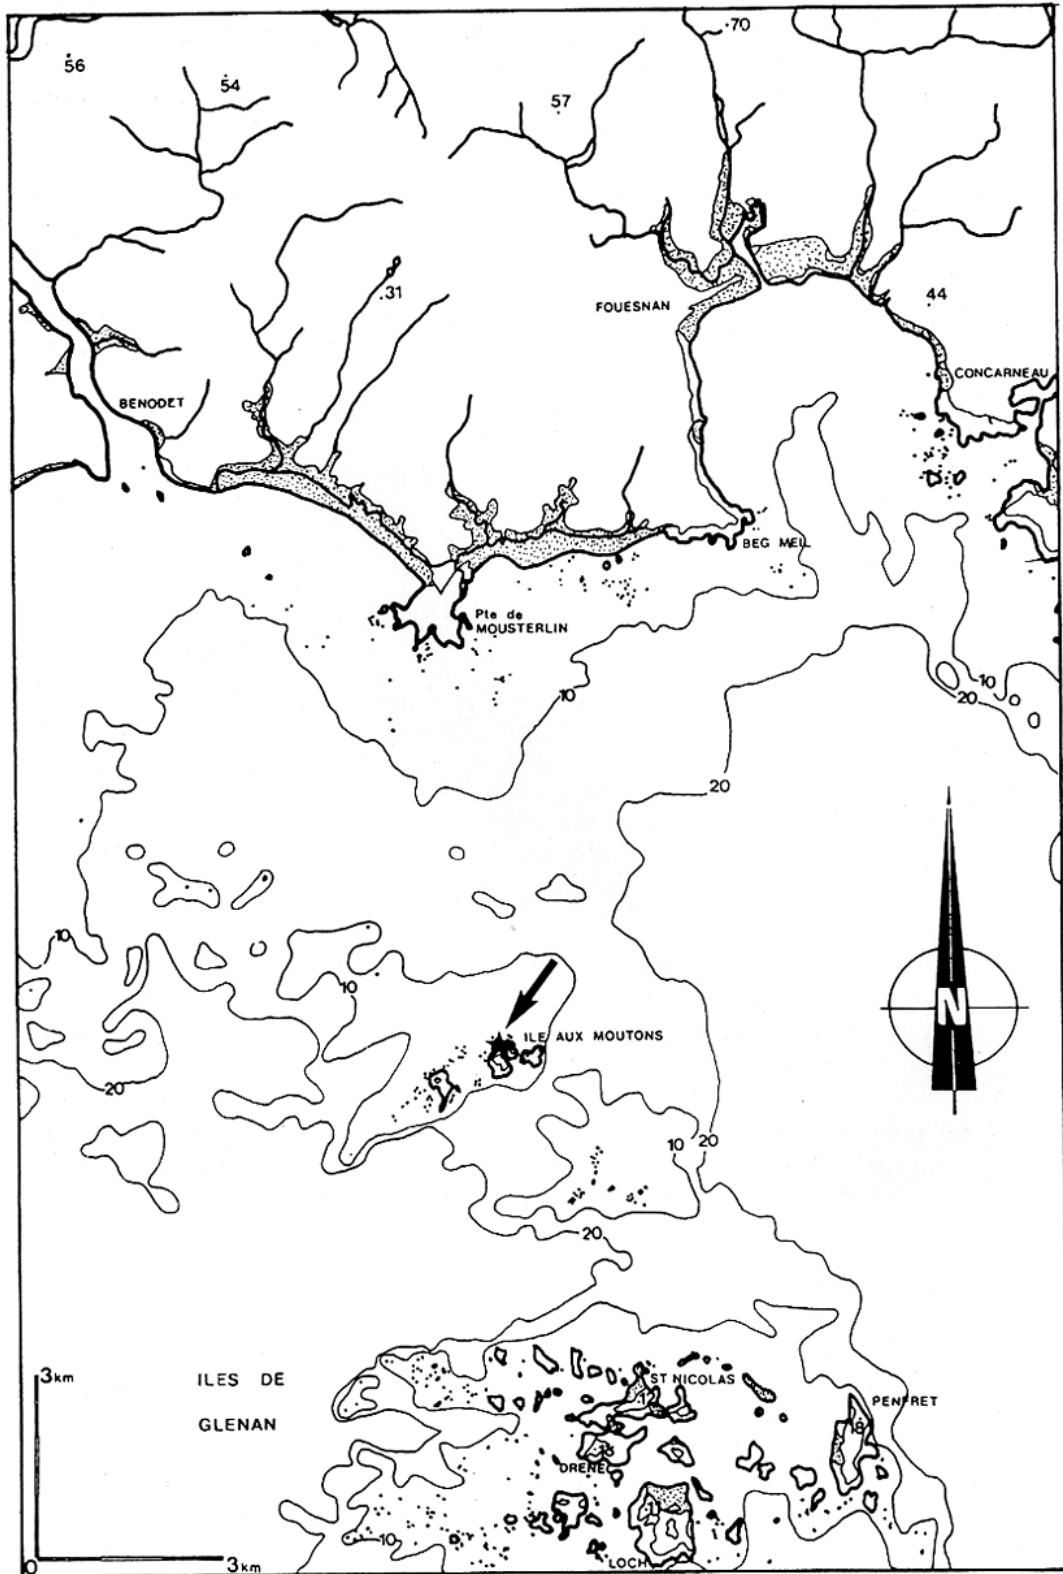 70
56
54
57
31
44
FOUESNAN
CONCARNEAU
BENODET
BEG MEIL
Pte de
MOUSTERLIN
10
10
20
20
10
10
ILE AUX MOUTONS
N
20
10
20
20
3km
ILES DE
GLENAN
ST NICOLAS
PENFRET
18
DRENEC
10
LOCH
0
3km